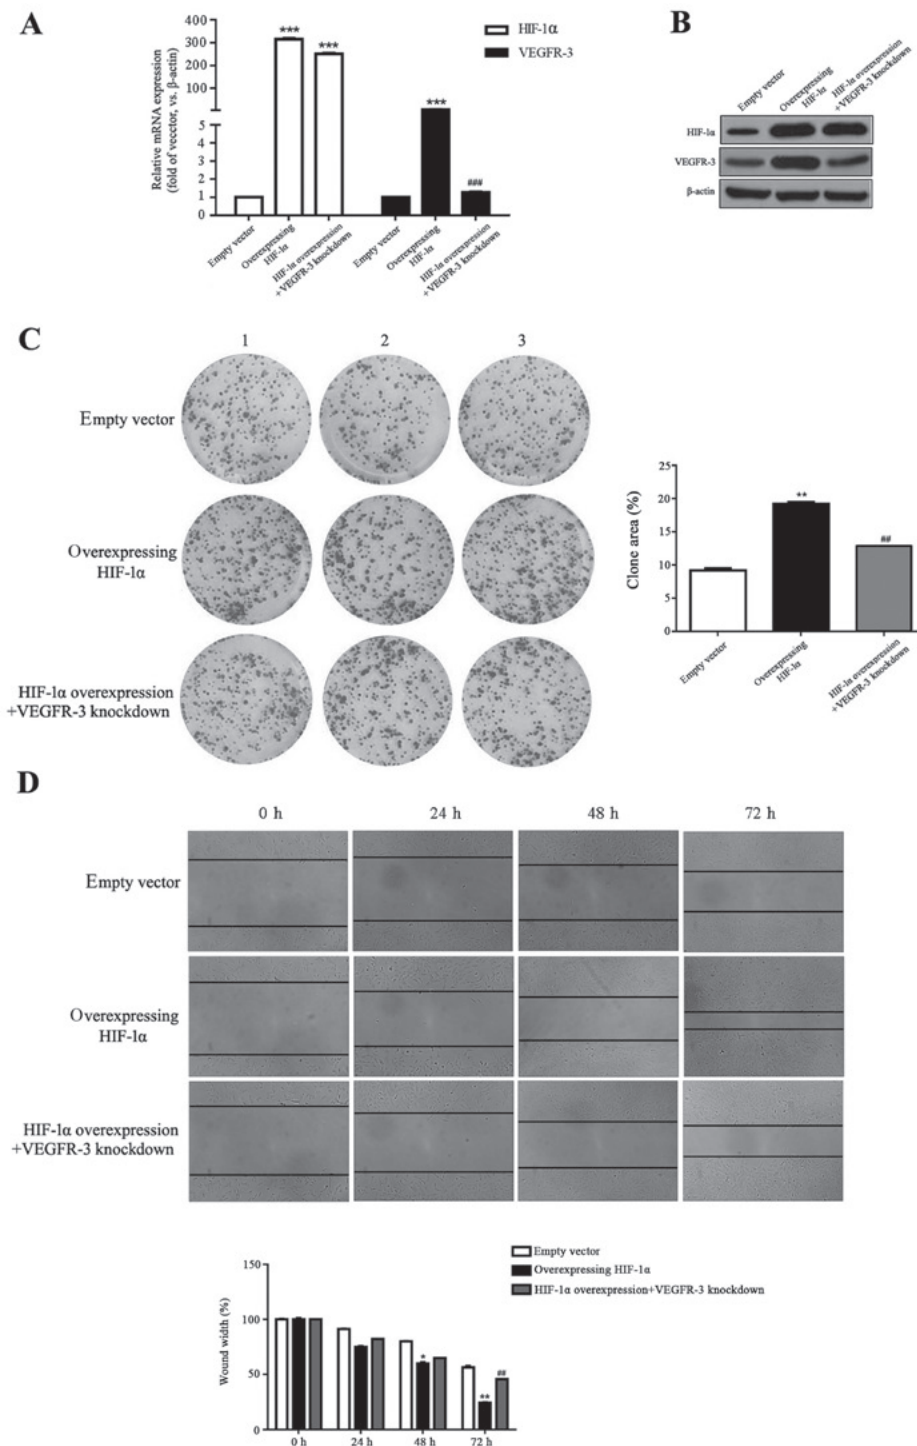 A
400
300
200
100
5
4
3
2
1
0
Relative mRNA expression
(fold of vecctor, vs. β-actin)
***
***
***
###
HIF-1α
VEGFR-3
Empty vector
Overexpressing
HIF-1α
HIF-1α overexpression
+VEGFR-3 knockdown
Empty vector
Overexpressing
HIF-1α
HIF-1α overexpression
+VEGFR-3 knockdown
B
Empty vector
Overexpressing
HIF-1α
HIF-1α overexpression
+VEGFR-3 knockdown
HIF-1α
VEGFR-3
β-actin
C
1 2 3
Empty vector
Overexpressing
HIF-1α
HIF-1α overexpression
+VEGFR-3 knockdown
Clone area (%)
25
20
15
10
5
0
**
##
Empty vector
Overexpressing
HIF-1α
HIF-1α overexpression
+VEGFR-3 knockdown
D
0 h 24 h 48 h 72 h
Empty vector
Overexpressing
HIF-1α
HIF-1α overexpression
+VEGFR-3 knockdown
Empty vector
Overexpressing HIF-1α
HIF-1α overexpression+VEGFR-3 knockdown
Wound width (%)
150
100
50
0
*
**
##
0 h 24 h 48 h 72 h